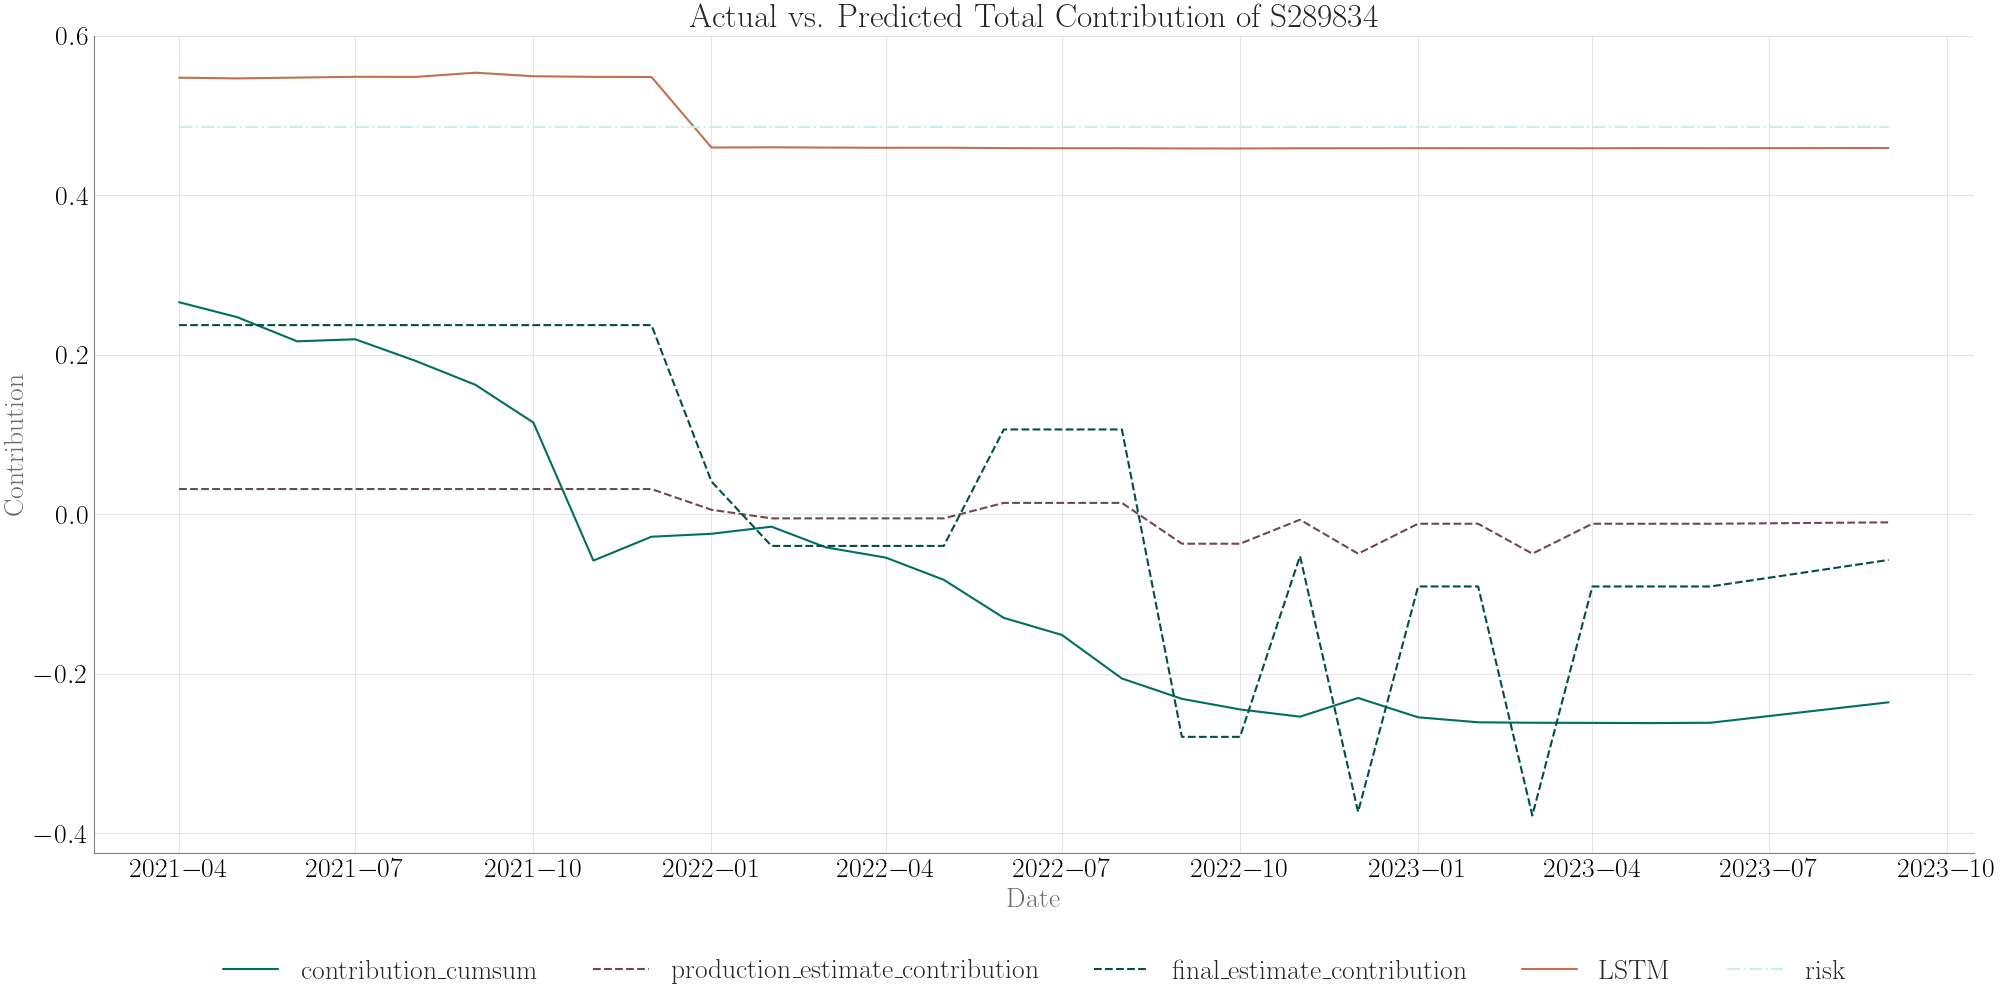 Actual vs. Predicted Total Contribution of S289834
0.6
0.4
0.2
0.0
−0.2
−0.4
Contribution
2021−04 2021−07 2021−10 2022−01 2022−04 2022−07 2022−10 2023−01 2023−04 2023−07 2023−10
Date
contribution_cumsum production_estimate_contribution final_estimate_contribution LSTM risk